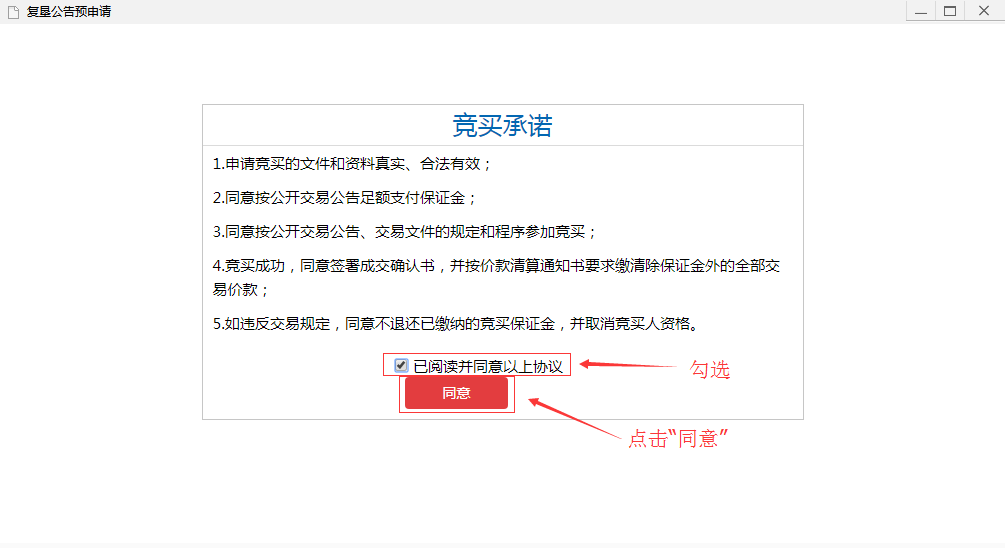 复垦公告预申请
竞买承诺
1.申请竞买的文件和资料真实、合法有效；
2.同意按公开交易公告足额支付保证金；
3.同意按公开交易公告、交易文件的规定和程序参加竞买；
4.竞买成功，同意签署成交确认书，并按价款清算通知书要求缴清除保证金外的全部交
易价款；
5.如违反交易规定，同意不退还已缴纳的竞买保证金，并取消竞买人资格。
已阅读并同意以上协议
勾选
同意
点击“同意”